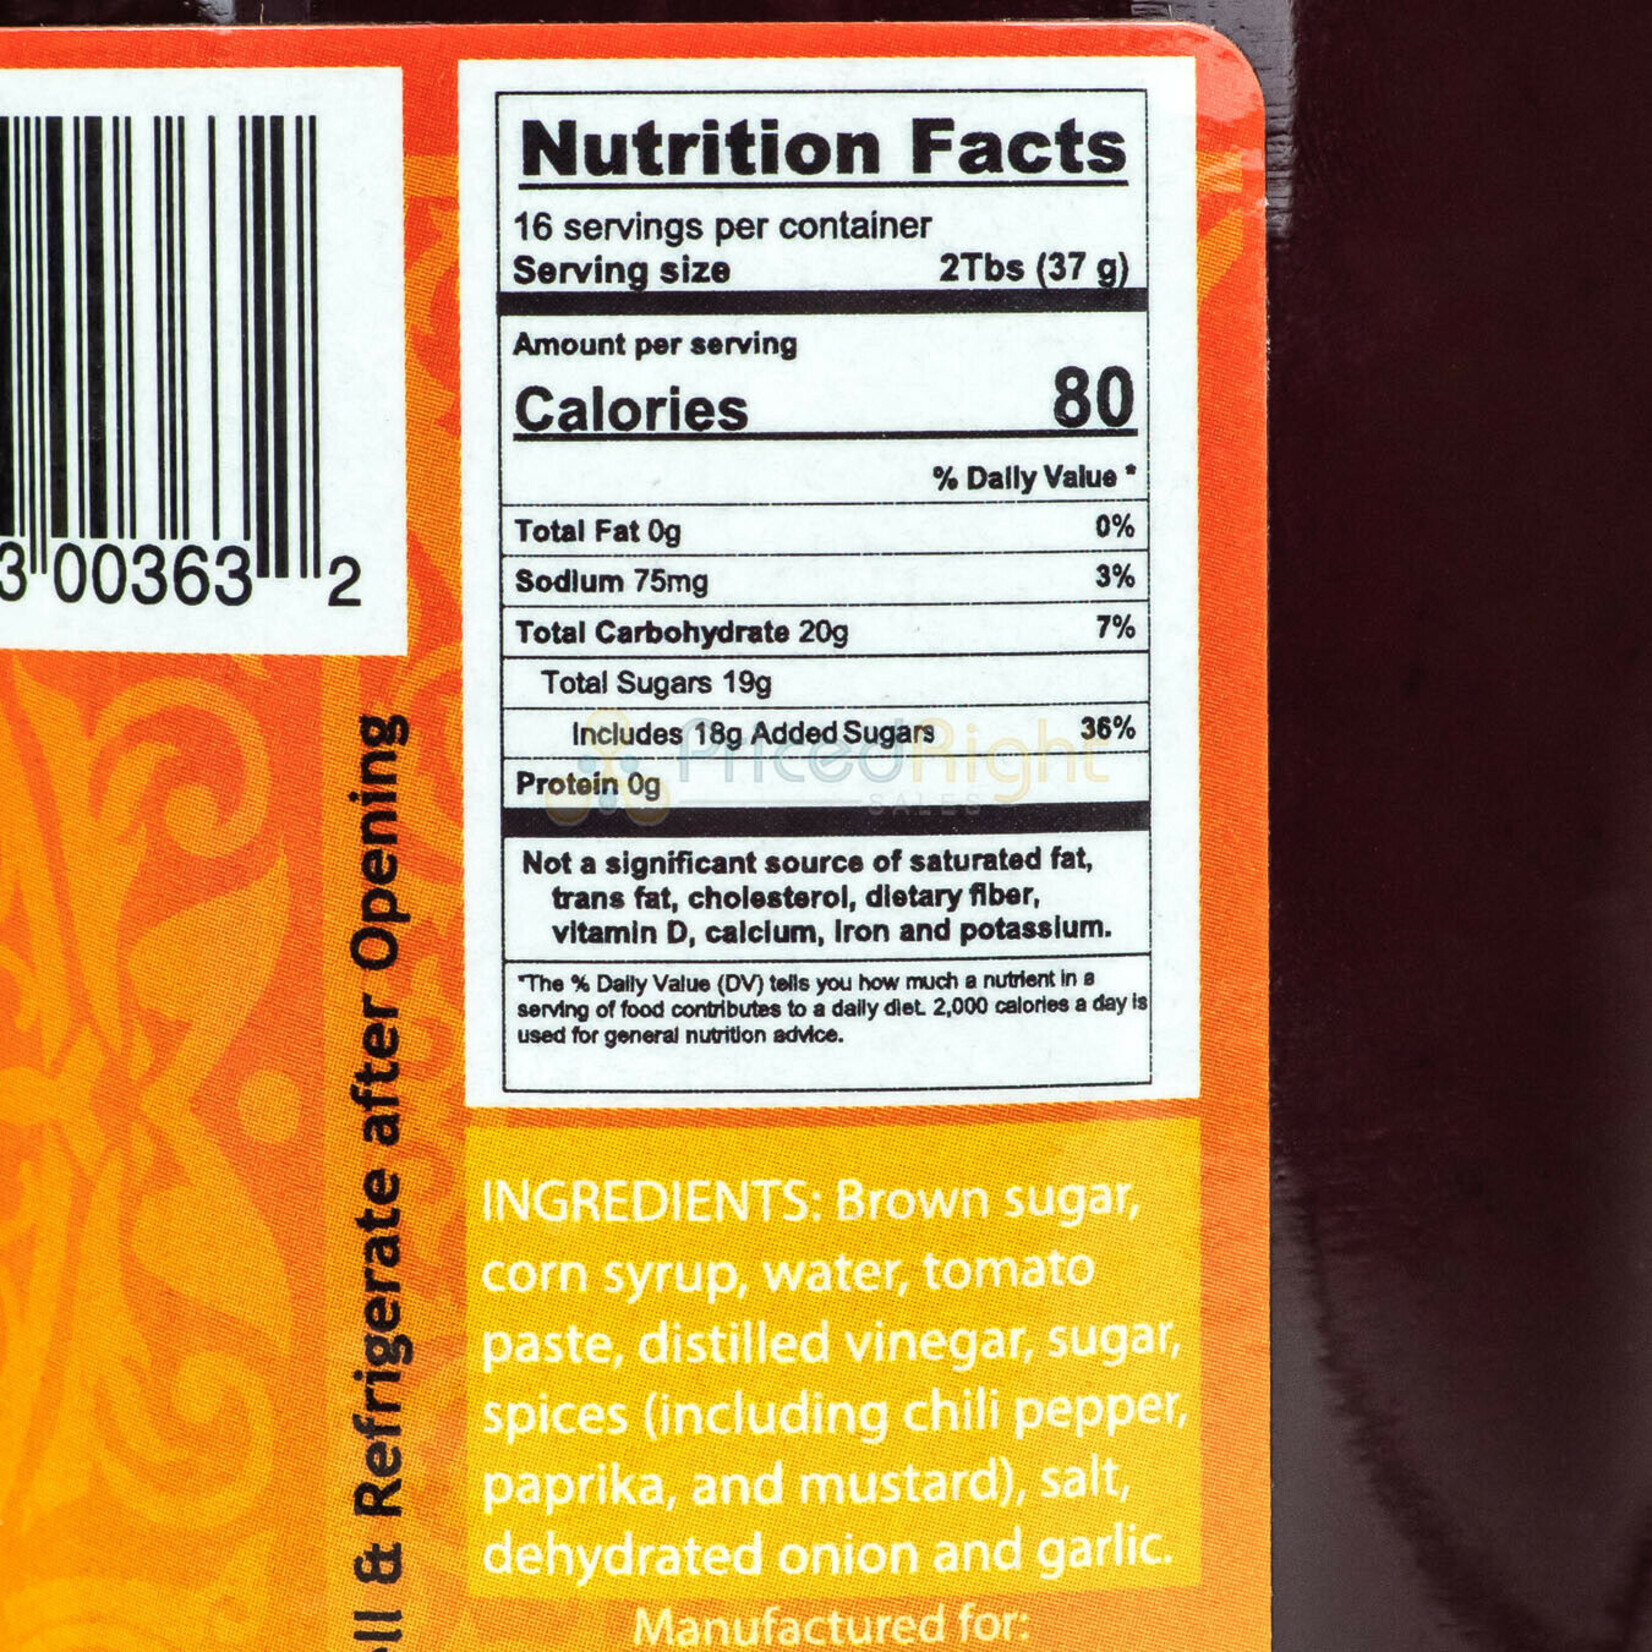 3 00363 2
ll & Refrigerate after Opening
Nutrition Facts
16 servings per container
Serving size 2Tbs (37 g)
Amount per serving
Calories 80
% Daily Value *
Total Fat 0g 0%
Sodium 75mg 3%
Total Carbohydrate 20g 7%
Total Sugars 19g
Includes 18g Added Sugars 36%
PricedRight
SALES
Protein 0g
Not a significant source of saturated fat,
trans fat, cholesterol, dietary fiber,
vitamin D, calcium, iron and potassium.
*The % Daily Value (DV) tells you how much a nutrient in a
serving of food contributes to a daily diet. 2,000 calories a day is
used for general nutrition advice.
INGREDIENTS: Brown sugar,
corn syrup, water, tomato
paste, distilled vinegar, sugar,
spices (including chili pepper,
paprika, and mustard), salt,
dehydrated onion and garlic.
Manufactured for: